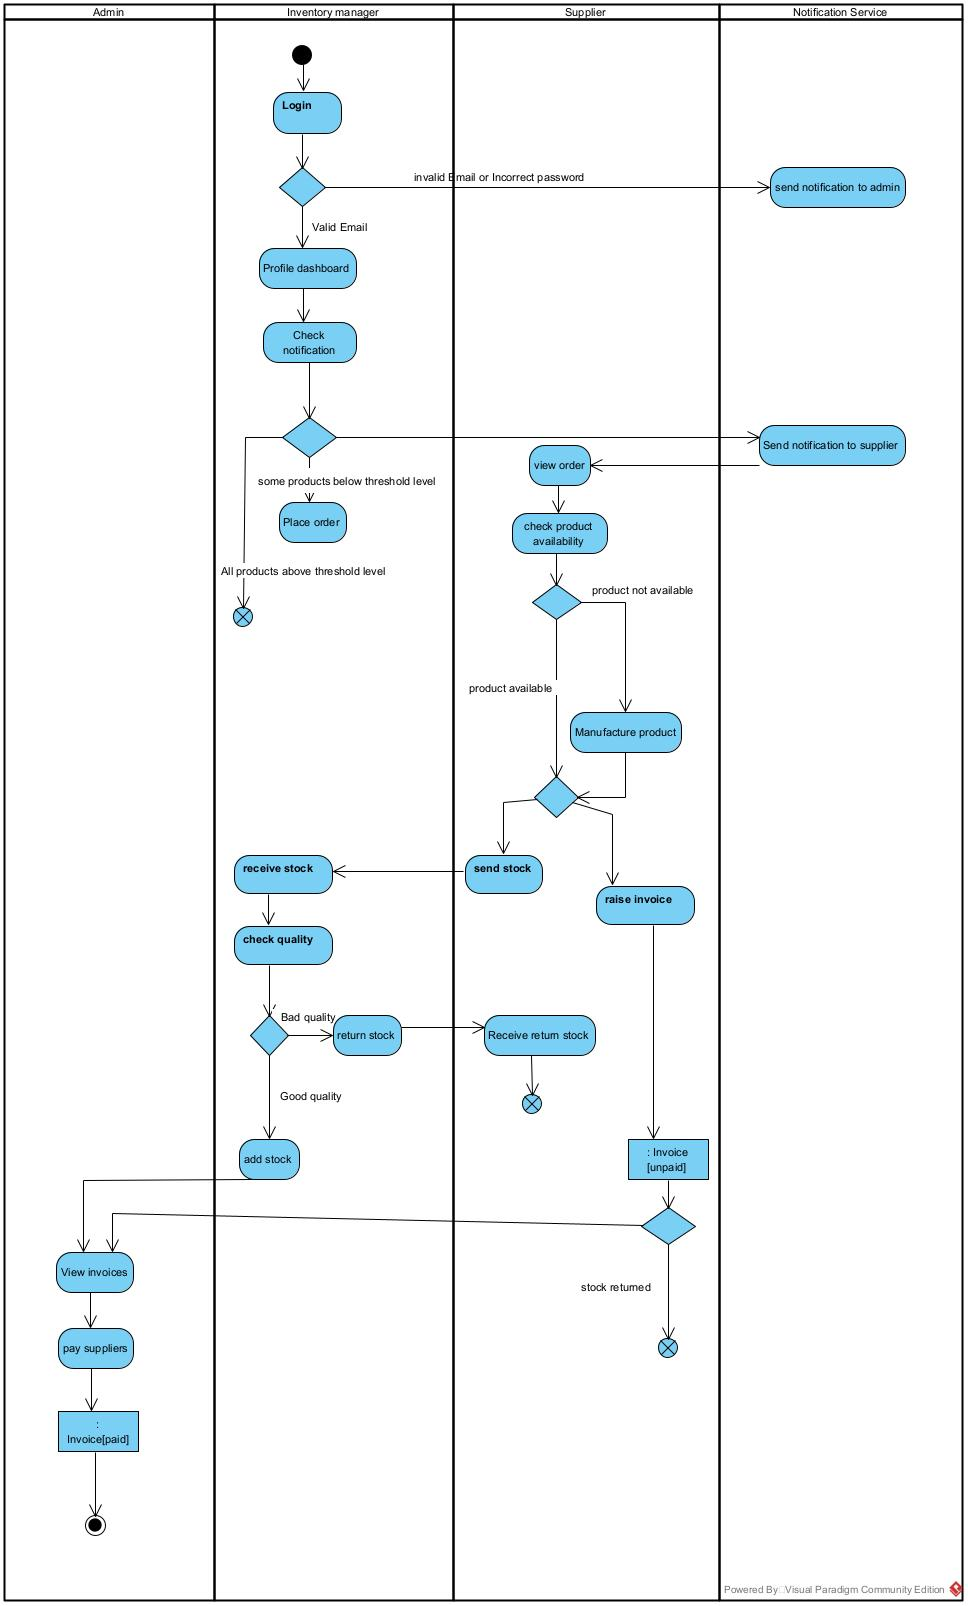 Admin
Inventory manager
Supplier
Notification Service
Login
invalid Email or Incorrect password
send notification to admin
Valid Email
Profile dashboard
Check
notification
Send notification to supplier
view order
some products below threshold level
Place order
check product
availability
All products above threshold level
product not available
product available
Manufacture product
receive stock
send stock
raise invoice
check quality
Bad quality
return stock
Receive return stock
Good quality
add stock
: Invoice
[unpaid]
View invoices
stock returned
pay suppliers
:
Invoice[paid]
Powered By Visual Paradigm Community Edition